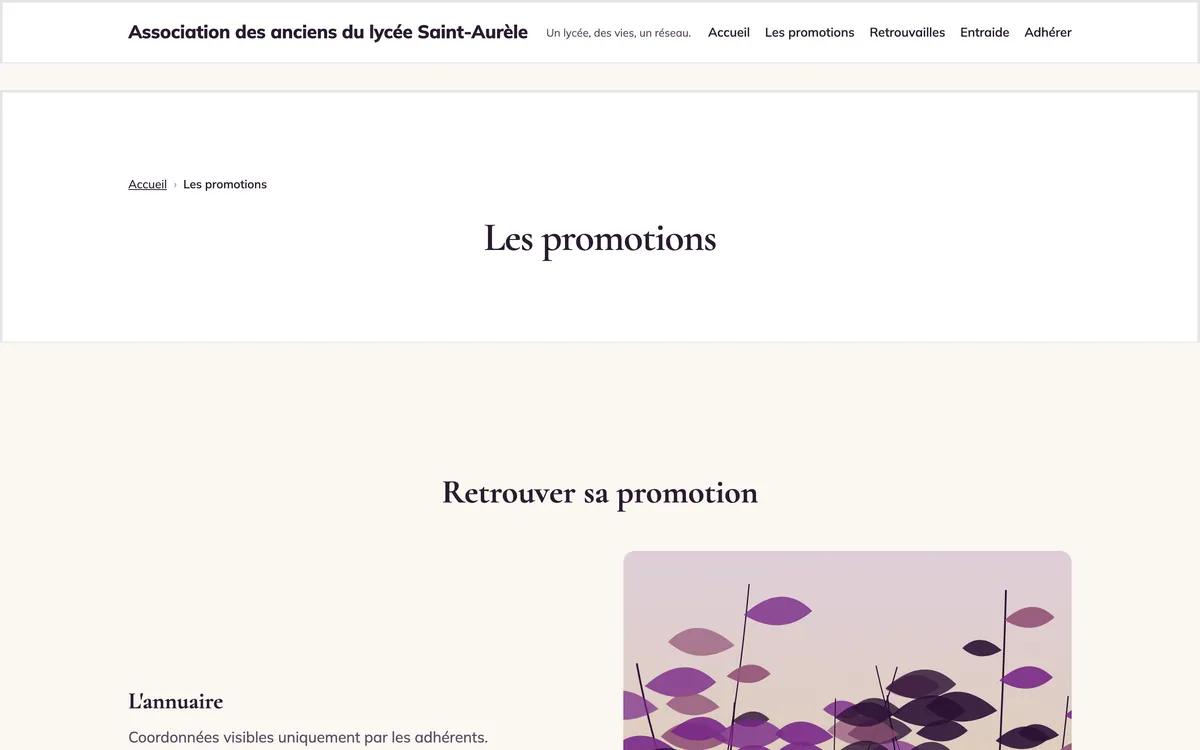 Association des anciens du lycée Saint-Aurèle
Un lycée, des vies, un réseau.
Accueil
Les promotions
Retrouvailles
Entraide
Adhérer
Accueil › Les promotions
Les promotions
Retrouver sa promotion
L'annuaire
Coordonnées visibles uniquement par les adhérents.